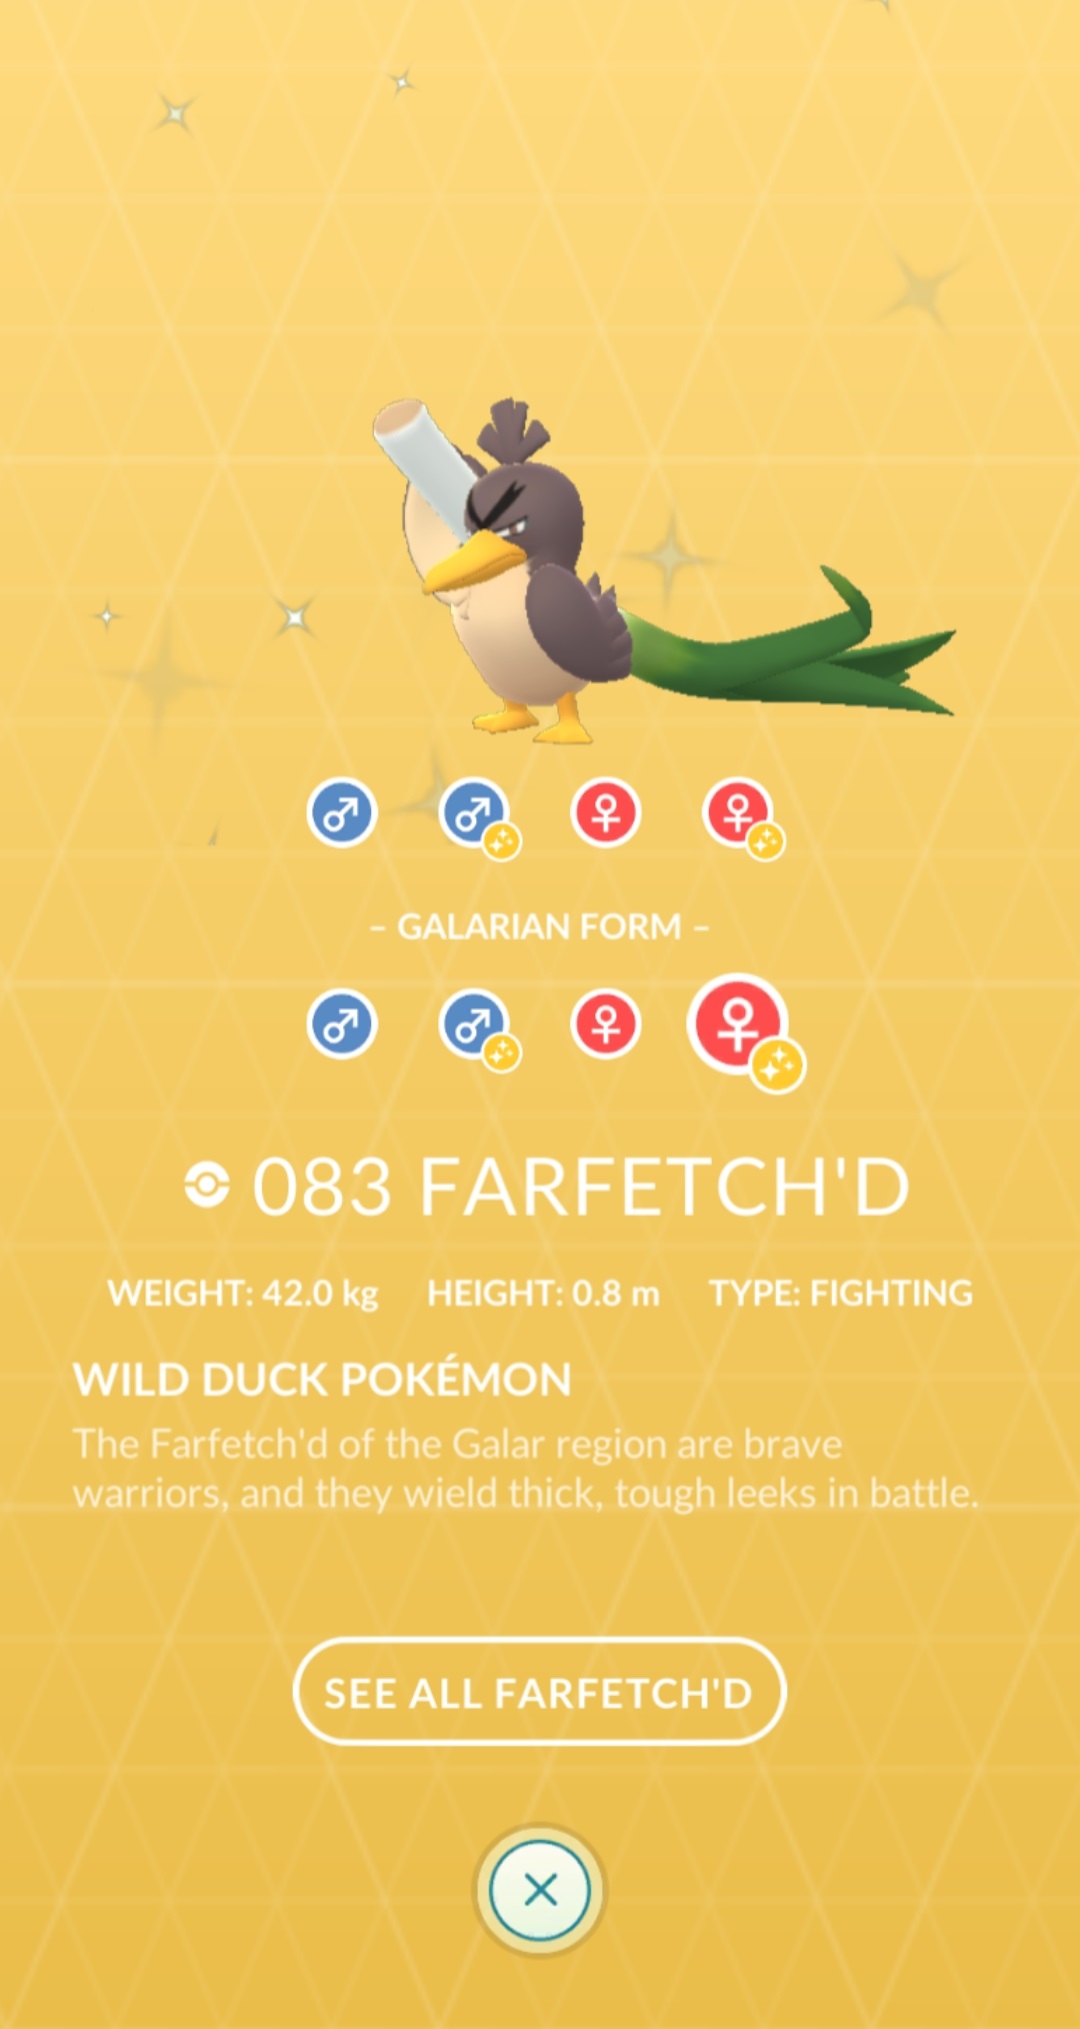 – GALARIAN FORM –
083 FARFETCH'D
WEIGHT: 42.0 kg HEIGHT: 0.8 m TYPE: FIGHTING
WILD DUCK POKÉMON
The Farfetch'd of the Galar region are brave
warriors, and they wield thick, tough leeks in battle.
SEE ALL FARFETCH'D